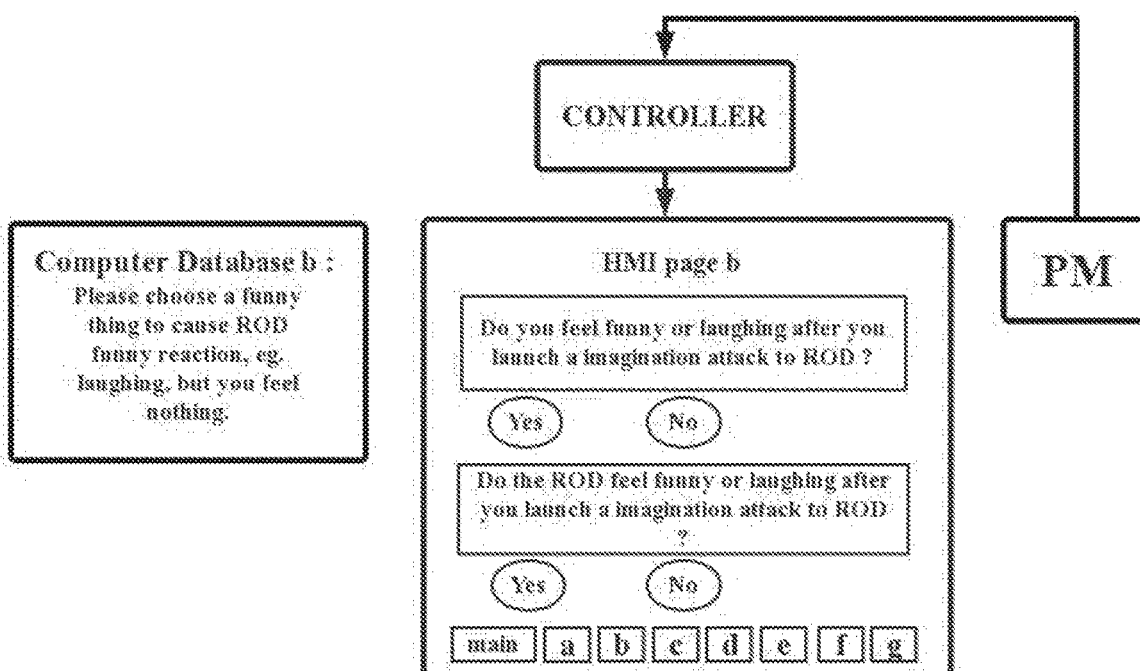 CONTROLLER
Computer Database b :
Please choose a funny
thing to cause ROD
funny reaction, eg.
laughing, but you feel
nothing.
HMI page b
Do you feel funny or laughing after you
launch a imagination attack to ROD ?
Yes No
Do the ROD feel funny or laughing after
you launch a imagination attack to ROD
?
Yes No
main a b c d e f g
PM